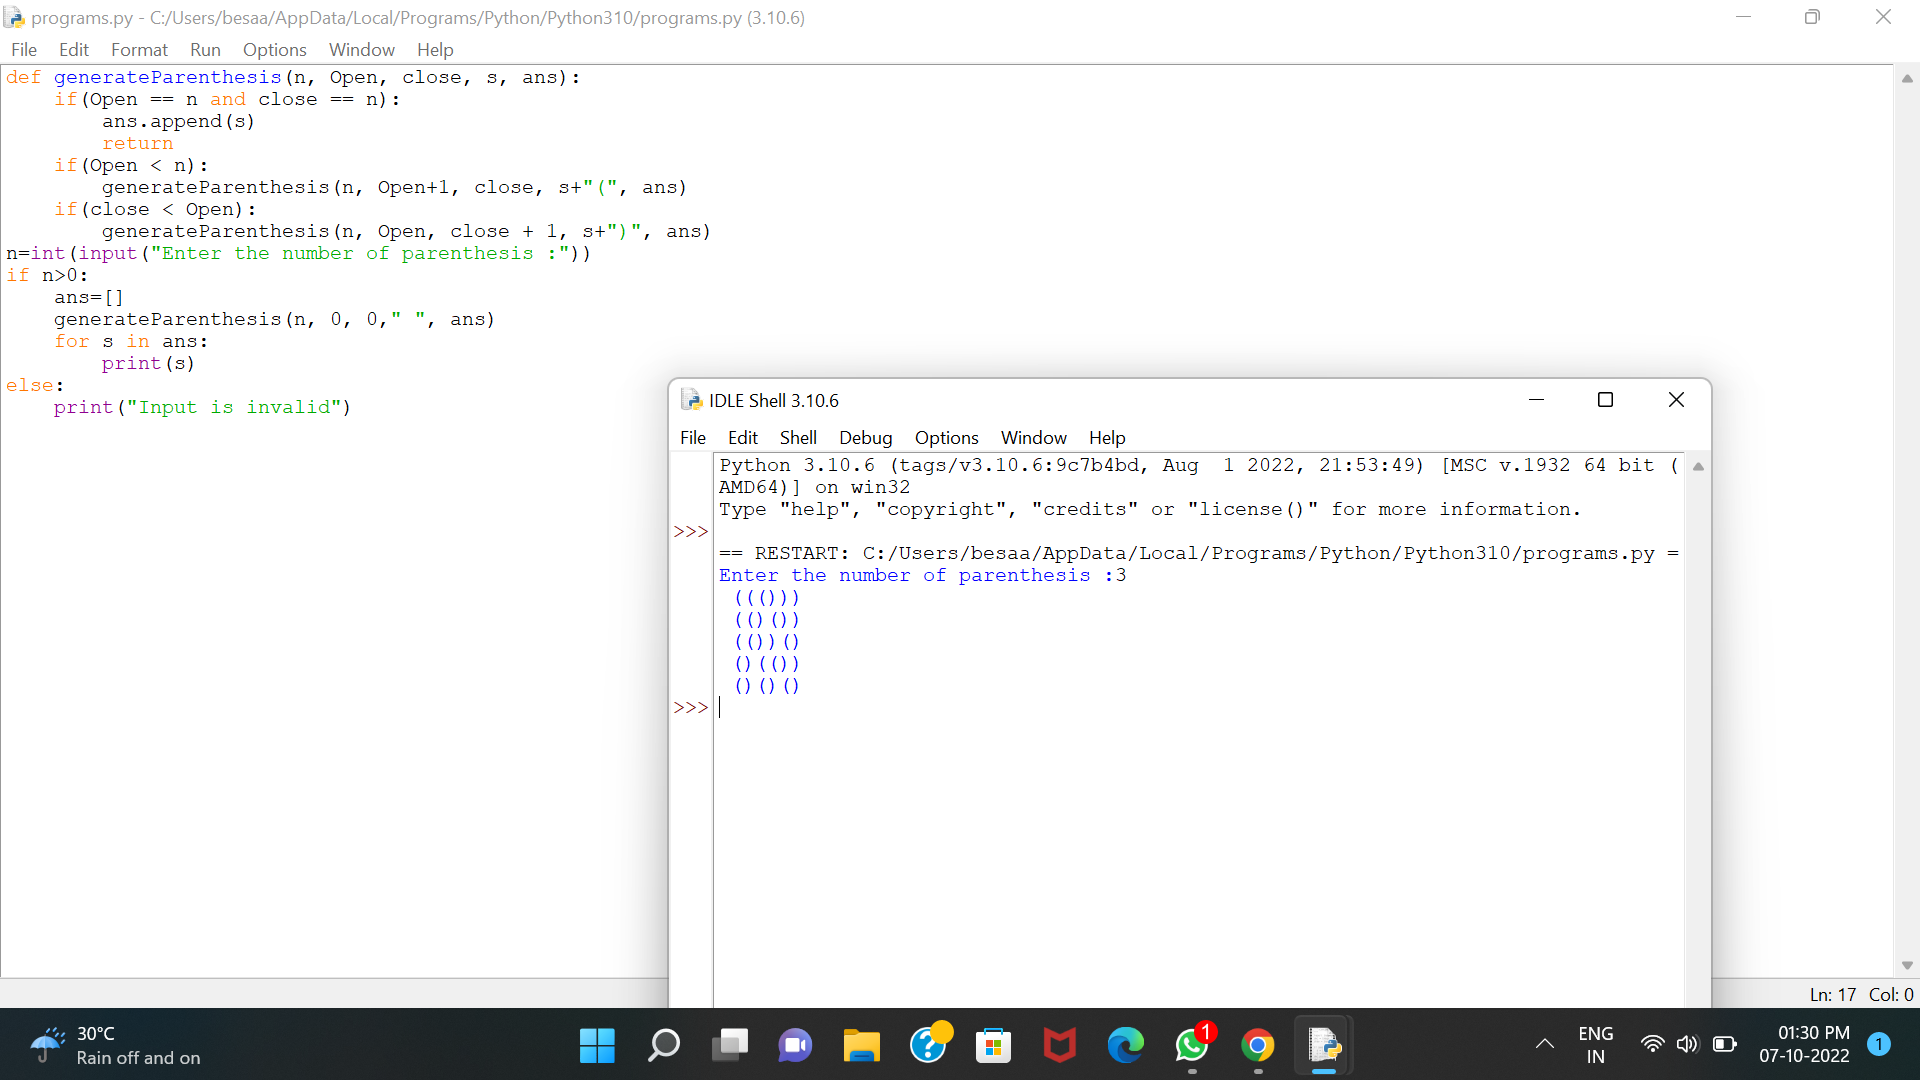 programs.py - C:/Users/besaa/AppData/Local/Programs/Python/Python310/programs.py (3.10.6)
File Edit Format Run Options Window Help
def generateParenthesis(n, Open, close, s, ans):
    if(Open == n and close == n):
        ans.append(s)
        return
    if(Open < n):
        generateParenthesis(n, Open+1, close, s+"(", ans)
    if(close < Open):
        generateParenthesis(n, Open, close + 1, s+")", ans)
n=int(input("Enter the number of parenthesis :"))
if n>0:
    ans=[]
    generateParenthesis(n, 0, 0," ", ans)
    for s in ans:
        print(s)
else:
    print("Input is invalid")
IDLE Shell 3.10.6
File Edit Shell Debug Options Window Help
Python 3.10.6 (tags/v3.10.6:9c7b4bd, Aug  1 2022, 21:53:49) [MSC v.1932 64 bit (
AMD64)] on win32
Type "help", "copyright", "credits" or "license()" for more information.
>>>
== RESTART: C:/Users/besaa/AppData/Local/Programs/Python/Python310/programs.py =
Enter the number of parenthesis :3
 ((()))
 (()())
 (())()
 ()(())
 ()()()
>>>
Ln: 17 Col: 0
30°C
Rain off and on
1
ENG
IN
01:30 PM
07-10-2022
1